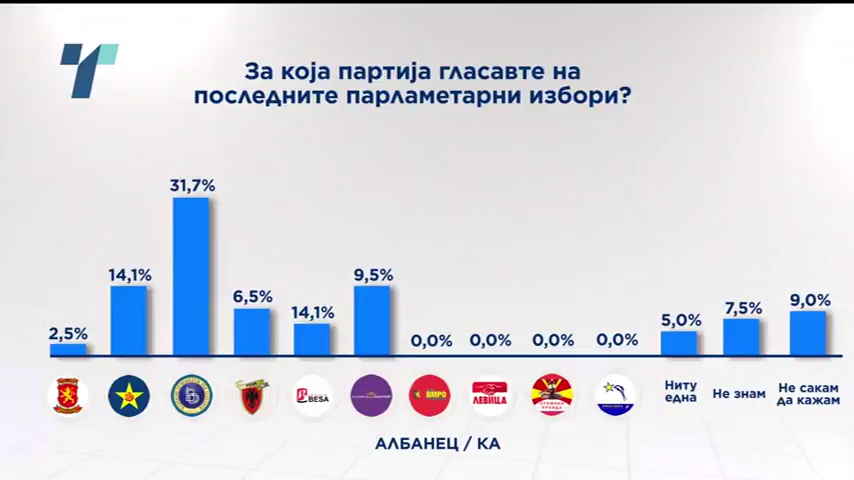 За која партија гласавте на
последните парламетарни избори?
31,7%
14,1%
9,5%
6,5%
14,1%
2,5%
0,0%
0,0%
0,0%
0,0%
5,0%
7,5%
9,0%
BESA
ВМРО
ЛЕВИЦА
Ниту
една
Не знам
Не сакам
да кажам
АЛБАНЕЦ / КА